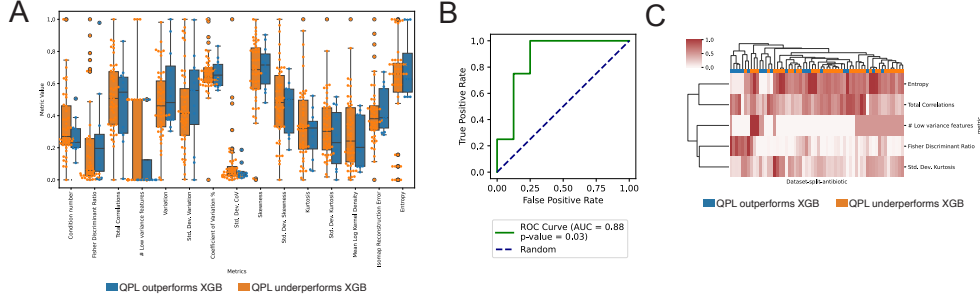 A
1.0
0.8
0.6
0.4
0.2
0.0
Metric Value
Condition number
Fisher Discriminant Ratio
Total Correlations
# Low variance features
Variation
Std. Dev. Variation
Coefficient of Variation %
Std. Dev. CoV
Skewness
Std. Dev. Skewness
Kurtosis
Std. Dev. Kurtosis
Mean Log Kernel Density
Isomap Reconstruction Error
Entropy
Metrics
QPL outperforms XGB
QPL underperforms XGB
B
1.0
0.8
0.6
0.4
0.2
0.0
True Positive Rate
0.00 0.25 0.50 0.75 1.00
False Positive Rate
ROC Curve (AUC = 0.88
p-value = 0.03)
Random
C
1.0
0.5
0.0
Entropy
Total Correlations
# Low variance features
Fisher Discriminant Ratio
Std. Dev. Kurtosis
Dataset-split-antibiotic
QPL outperforms XGB
QPL underperforms XGB